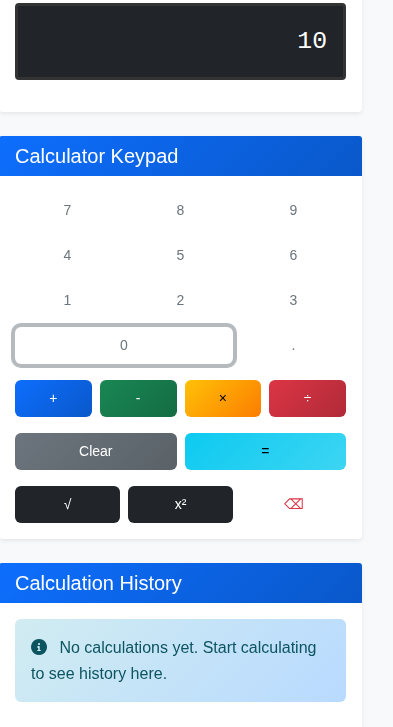 10
Calculator Keypad
7 8 9
4 5 6
1 2 3
0 .
+ - × ÷
Clear =
√ x² ⌫
Calculation History
No calculations yet. Start calculating
to see history here.